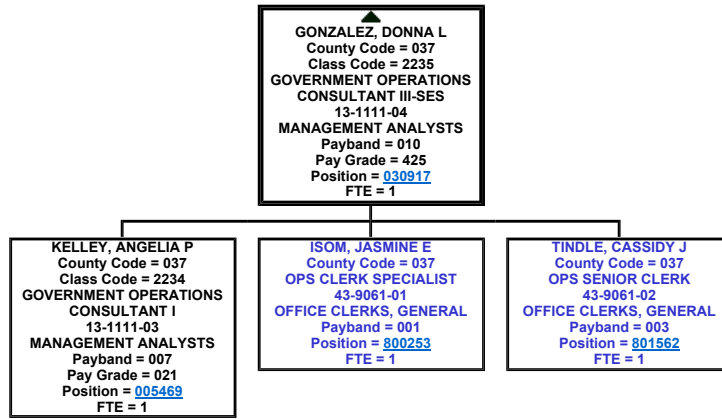 GONZALEZ, DONNA L
County Code = 037
Class Code = 2235
GOVERNMENT OPERATIONS
CONSULTANT III-SES
13-1111-04
MANAGEMENT ANALYSTS
Payband = 010
Pay Grade = 425
Position = 030917
FTE = 1
KELLEY, ANGELIA P
County Code = 037
Class Code = 2234
GOVERNMENT OPERATIONS
CONSULTANT I
13-1111-03
MANAGEMENT ANALYSTS
Payband = 007
Pay Grade = 021
Position = 005469
FTE = 1
ISOM, JASMINE E
County Code = 037
OPS CLERK SPECIALIST
43-9061-01
OFFICE CLERKS, GENERAL
Payband = 001
Position = 800253
FTE = 1
TINDLE, CASSIDY J
County Code = 037
OPS SENIOR CLERK
43-9061-02
OFFICE CLERKS, GENERAL
Payband = 003
Position = 801562
FTE = 1